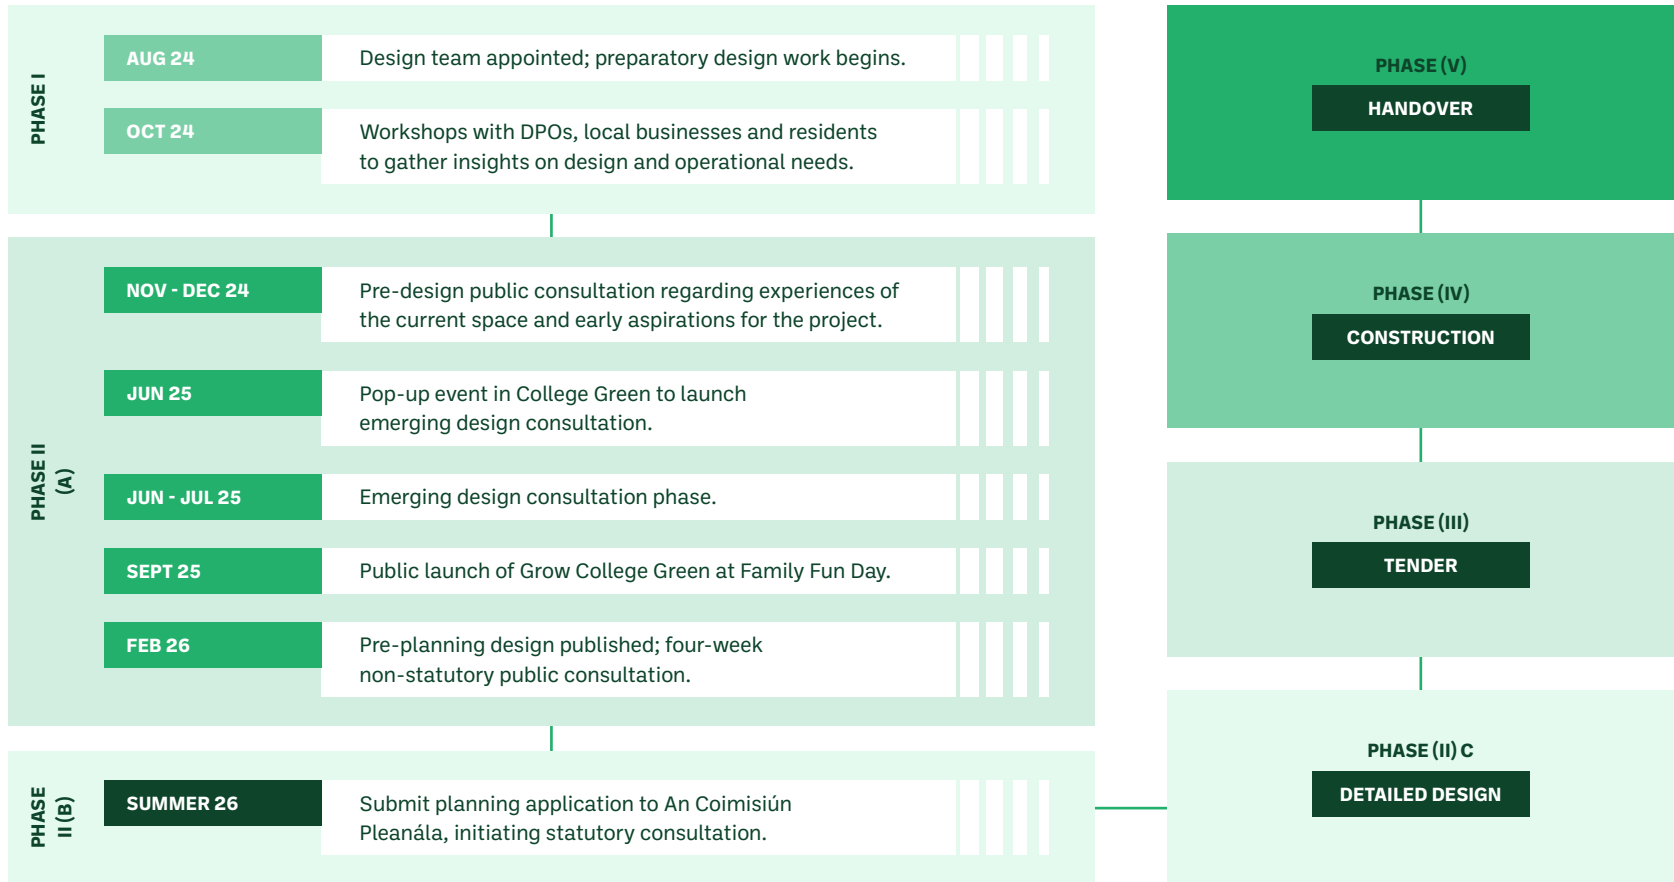 PHASE I
AUG 24
Design team appointed; preparatory design work begins.
OCT 24
Workshops with DPOs, local businesses and residents
to gather insights on design and operational needs.
PHASE II
(A)
NOV - DEC 24
Pre-design public consultation regarding experiences of
the current space and early aspirations for the project.
JUN 25
Pop-up event in College Green to launch
emerging design consultation.
JUN - JUL 25
Emerging design consultation phase.
SEPT 25
Public launch of Grow College Green at Family Fun Day.
FEB 26
Pre-planning design published; four-week
non-statutory public consultation.
PHASE
II (B)
SUMMER 26
Submit planning application to An Coimisiún
Pleanála, initiating statutory consultation.
PHASE (II) C
DETAILED DESIGN
PHASE (III)
TENDER
PHASE (IV)
CONSTRUCTION
PHASE (V)
HANDOVER